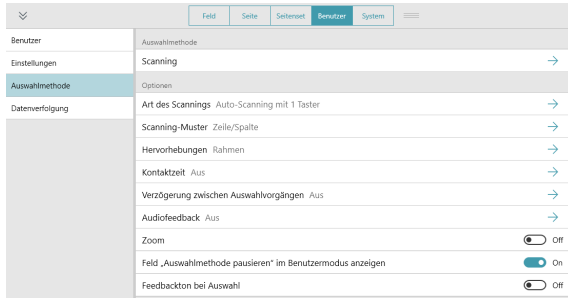 Feld Seite Seitenset Benutzer System
Benutzer
Einstellungen
Auswahlmethode
Datenverfolgung
Auswahlmethode
Scanning
Optionen
Art des Scannings Auto-Scanning mit 1 Taster
Scanning-Muster Zeile/Spalte
Hervorhebungen Rahmen
Kontaktzeit Aus
Verzögerung zwischen Auswahlvorgängen Aus
Audiofeedback Aus
Zoom Off
Feld „Auswahlmethode pausieren“ im Benutzermodus anzeigen On
Feedbackton bei Auswahl Off